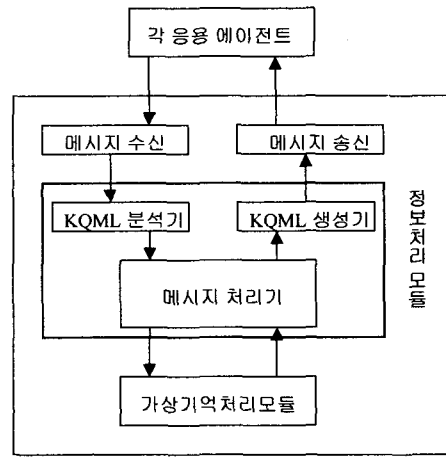 각 응용 에이전트
메시지 수신
메시지 송신
KQML 분석기
KQML 생성기
메시지 처리기
가상기억처리모듈
정보처리 모듈